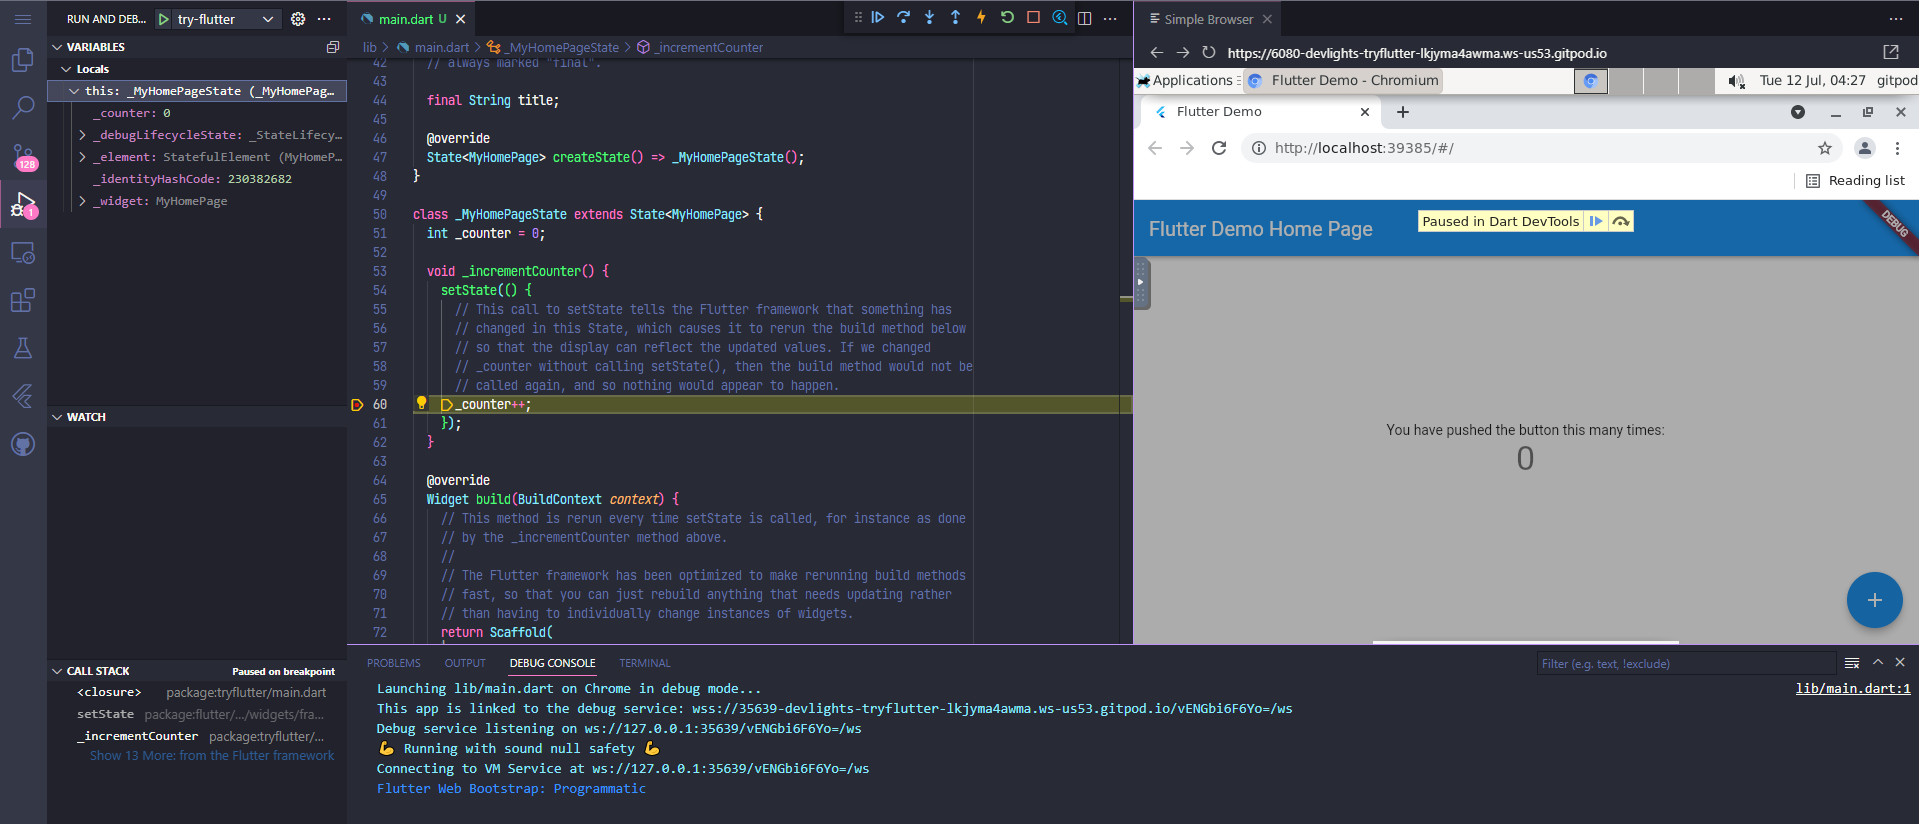 RUN AND DEB...
try-flutter
VARIABLES
Locals
this: _MyHomePageState (_MyHomePag...
_counter: 0
_debugLifecycleState: _StateLifecy...
_element: StatefulElement (MyHomeP...
_identityHashCode: 230382682
_widget: MyHomePage
128
1
WATCH
CALL STACK
Paused on breakpoint
<closure> package:tryflutter/main.dart
setState package:flutter/.../widgets/fra...
_incrementCounter package:tryflutter/...
Show 13 More: from the Flutter framework
main.dart U
lib > main.dart > _MyHomePageState > _incrementCounter
42 // always marked "final".
43
44 final String title;
45
46 @override
47 State<MyHomePage> createState() => _MyHomePageState();
48 }
49
50 class _MyHomePageState extends State<MyHomePage> {
51 int _counter = 0;
52
53 void _incrementCounter() {
54 setState(() {
55 // This call to setState tells the Flutter framework that something has
56 // changed in this State, which causes it to rerun the build method below
57 // so that the display can reflect the updated values. If we changed
58 // _counter without calling setState(), then the build method would not be
59 // called again, and so nothing would appear to happen.
60 _counter++;
61 });
62 }
63
64 @override
65 Widget build(BuildContext context) {
66 // This method is rerun every time setState is called, for instance as done
67 // by the _incrementCounter method above.
68 //
69 // The Flutter framework has been optimized to make rerunning build methods
70 // fast, so that you can just rebuild anything that needs updating rather
71 // than having to individually change instances of widgets.
72 return Scaffold(
Simple Browser
https://6080-devlights-tryflutter-lkjyma4awma.ws-us53.gitpod.io
Applications
Flutter Demo - Chromium
Tue 12 Jul, 04:27 gitpod
Flutter Demo
http://localhost:39385/#/
Reading list
Flutter Demo Home Page
Paused in Dart DevTools
DEBUG
You have pushed the button this many times:
0
PROBLEMS OUTPUT DEBUG CONSOLE TERMINAL
Filter (e.g. text, !exclude)
Launching lib/main.dart on Chrome in debug mode...
lib/main.dart:1
This app is linked to the debug service: wss://35639-devlights-tryflutter-lkjyma4awma.ws-us53.gitpod.io/vENGbi6F6Yo=/ws
Debug service listening on ws://127.0.0.1:35639/vENGbi6F6Yo=/ws
💪 Running with sound null safety 💪
Connecting to VM Service at ws://127.0.0.1:35639/vENGbi6F6Yo=/ws
Flutter Web Bootstrap: Programmatic